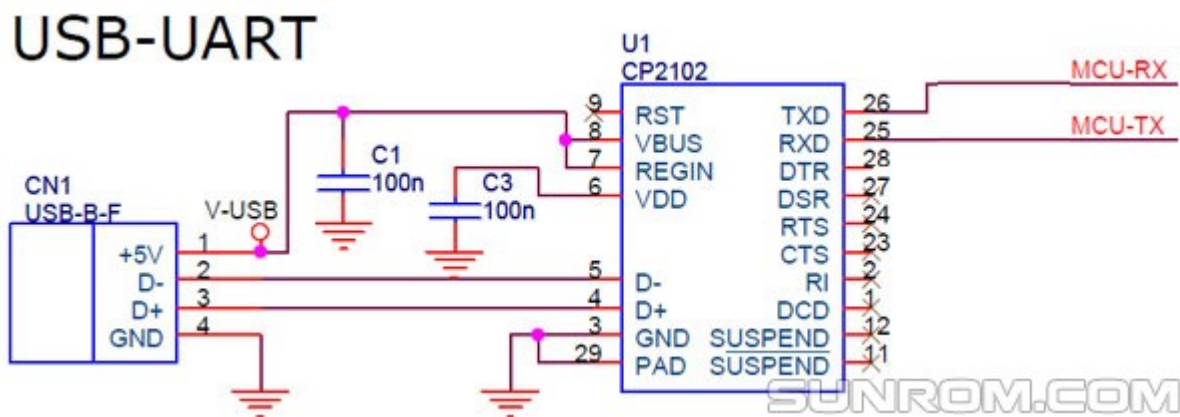 USB-UART
U1
CP2102
MCU-RX
MCU-TX
9 RST TXD 26
8 VBUS RXD 25
7 REGIN DTR 28
6 VDD DSR 27
RTS 24
CTS 23
5 D- RI 2
4 D+ DCD 1
3 GND SUSPEND 12
29 PAD SUSPEND 11
C1
100n
C3
100n
CN1
USB-B-F
V-USB
+5V 1
D- 2
D+ 3
GND 4
SUNROM.COM